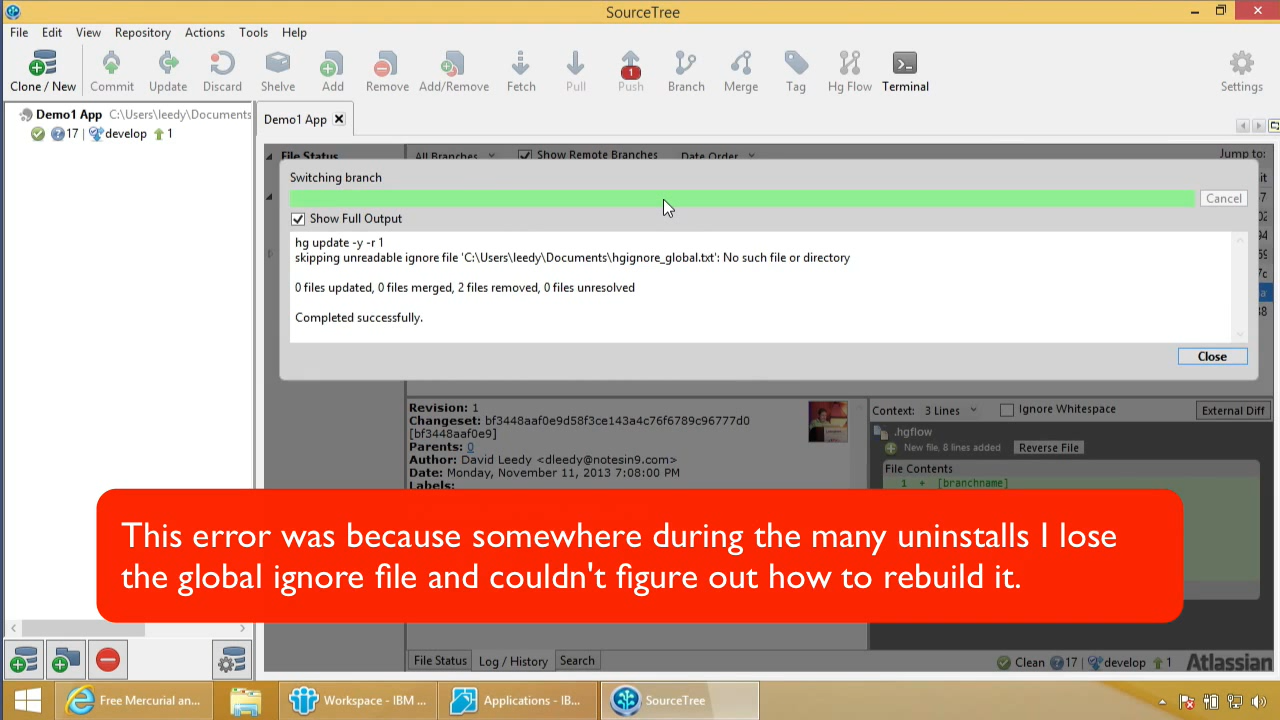 SourceTree
File Edit View Repository Actions Tools Help
Clone / New Commit Update Discard Shelve Add Remove Add/Remove Fetch Pull 1 Push Branch Merge Tag Hg Flow Terminal Settings
Demo1 App C:\Users\leedy\Documents
17 develop 1
Demo1 App
File Status All Branches Show Remote Branches Date Order Jump to:
Switching branch
Cancel
Show Full Output
hg update -y -r 1
skipping unreadable ignore file 'C:\Users\leedy\Documents\hgignore_global.txt': No such file or directory
0 files updated, 0 files merged, 2 files removed, 0 files unresolved
Completed successfully.
Close
Revision: 1
Changeset: bf3448aaf0e9d58f3ce143a4c76f6789c96777d0
[bf3448aaf0e9]
Parents: 0
Author: David Leedy <dleedy@notesin9.com>
Date: Monday, November 11, 2013 7:08:00 PM
Labels:
Context: 3 Lines Ignore Whitespace External Diff
.hgflow
New file, 8 lines added Reverse File
File Contents
1 + [branchname]
This error was because somewhere during the many uninstalls I lose
the global ignore file and couldn't figure out how to rebuild it.
File Status Log / History Search Clean 17 develop 1 Atlassian
Free Mercurial an... Workspace - IBM ... Applications - IB... SourceTree